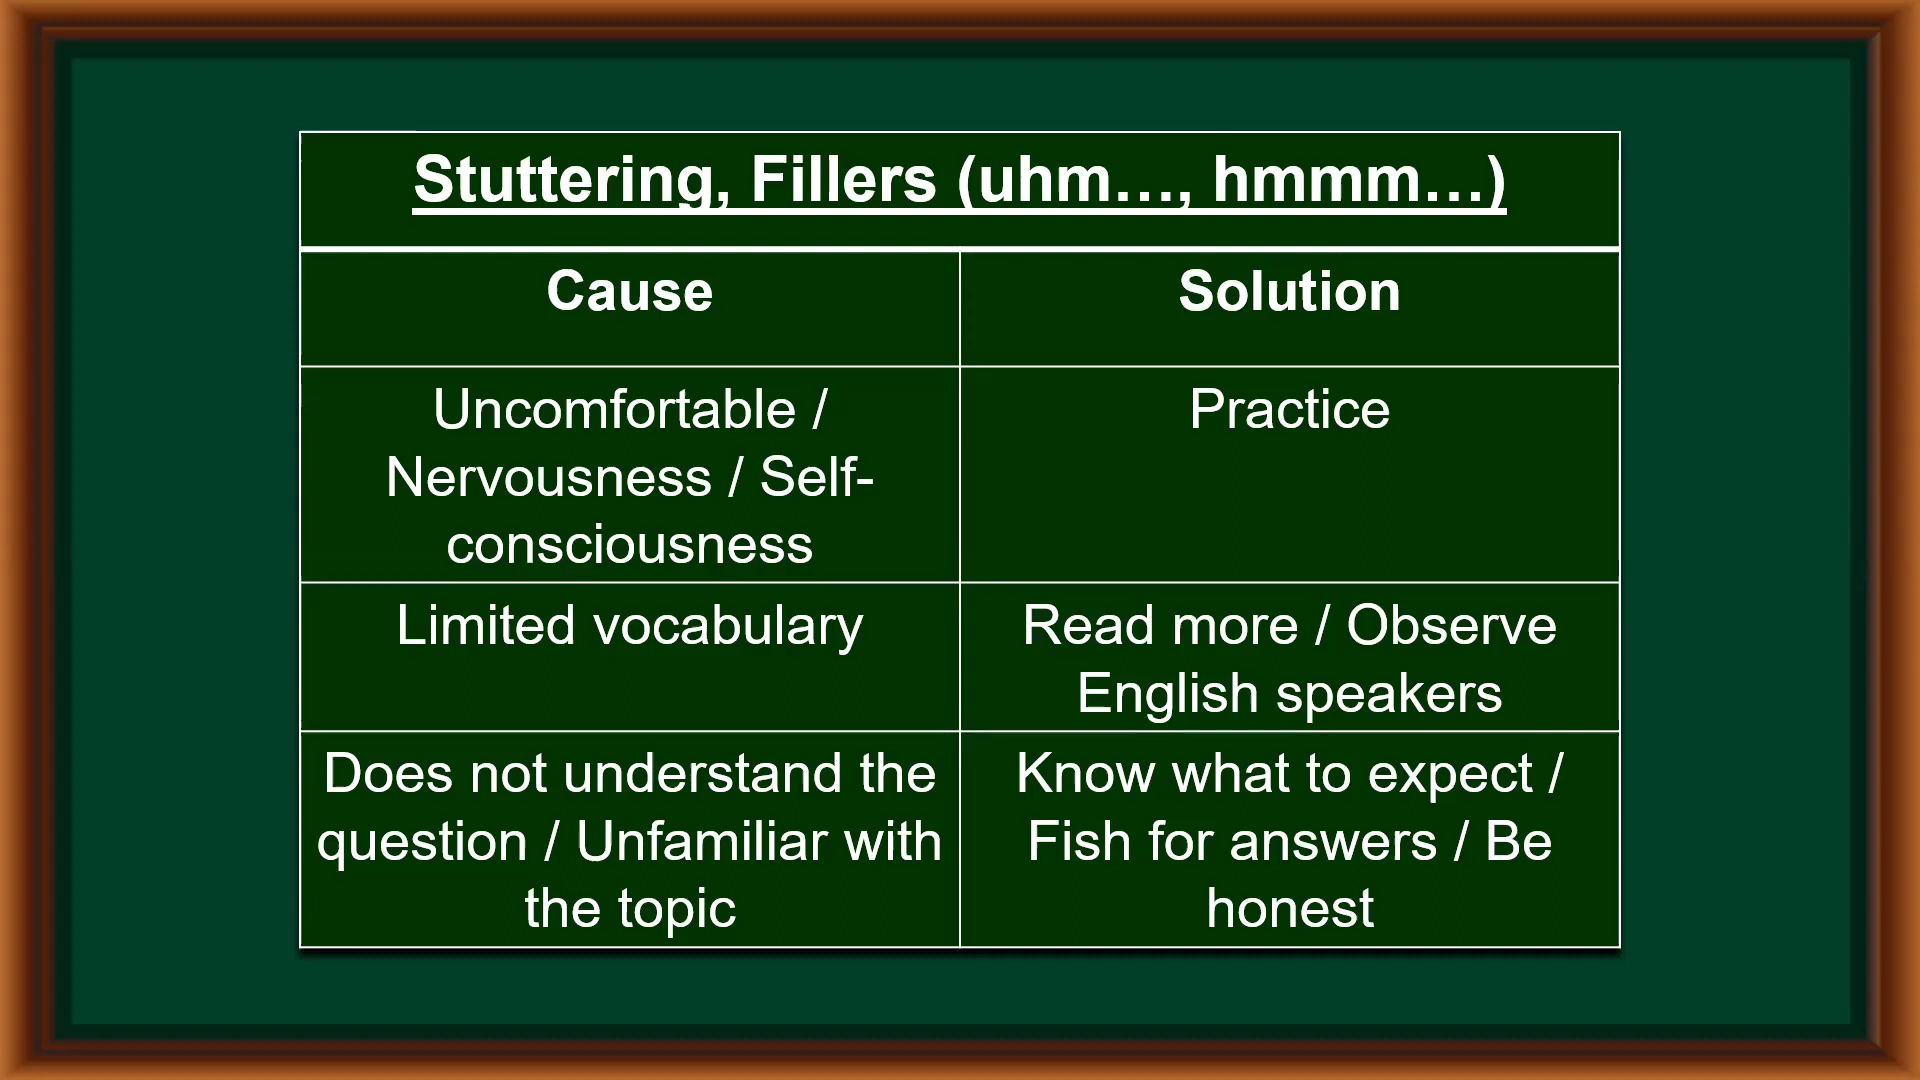 Stuttering, Fillers (uhm…, hmmm…)
Cause
Solution
Uncomfortable /
Nervousness / Self-
consciousness
Practice
Limited vocabulary
Read more / Observe
English speakers
Does not understand the
question / Unfamiliar with
the topic
Know what to expect /
Fish for answers / Be
honest